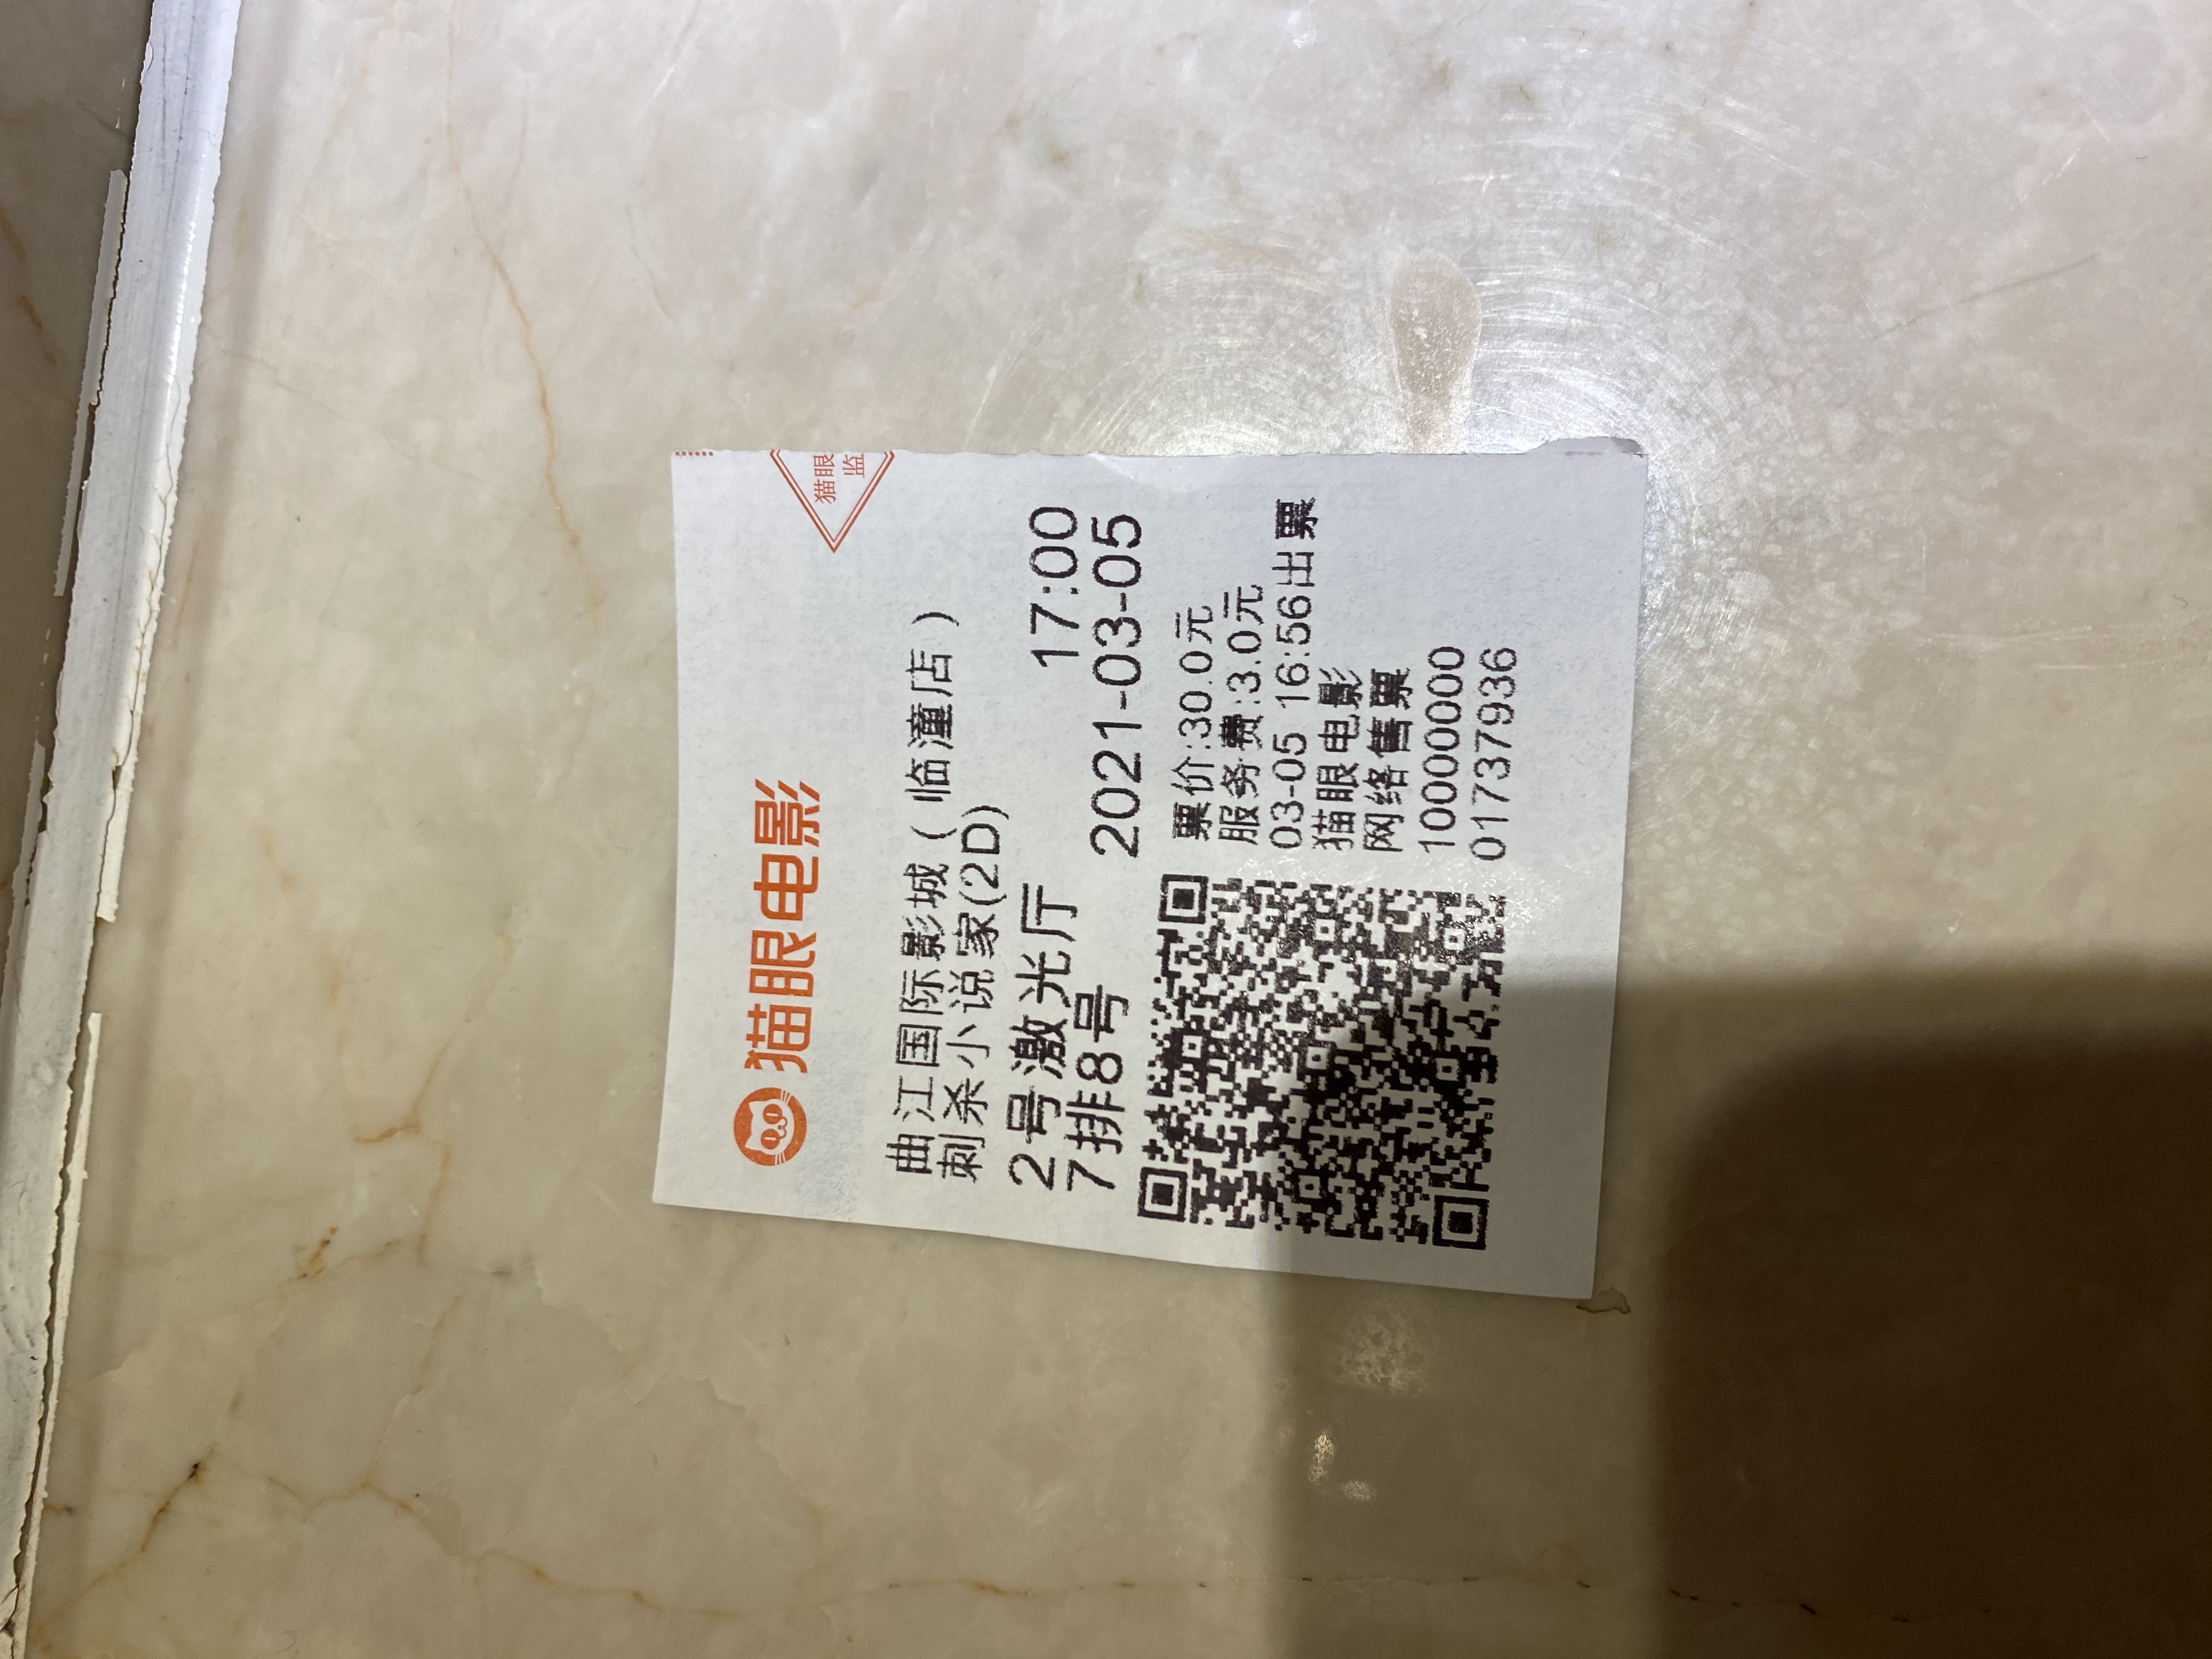 猫眼电影
猫眼
监
曲江国际影城(临潼店)
刺杀小说家(2D)
2号激光厅 17:00
7排8号 2021-03-05
票价:30.0元
服务费:3.0元
03-05 16:56出票
猫眼电影
网络售票
10000000
01737936